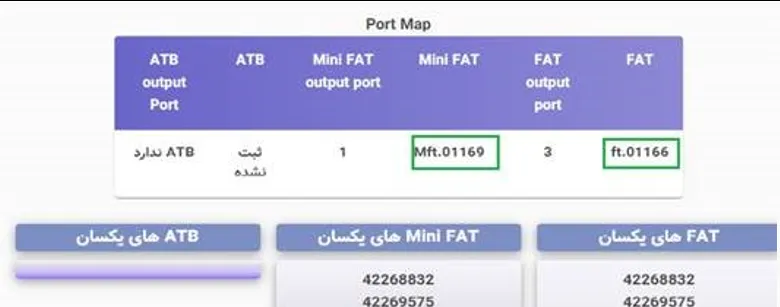 Port Map
FAT
FAT output port
Mini FAT
Mini FAT output port
ATB
ATB output Port
ft.01166
3
Mft.01169
1
ثبت نشده
ATB ندارد
FAT های یکسان
Mini FAT های یکسان
ATB های یکسان
42268832
42269575
42268832
42269575